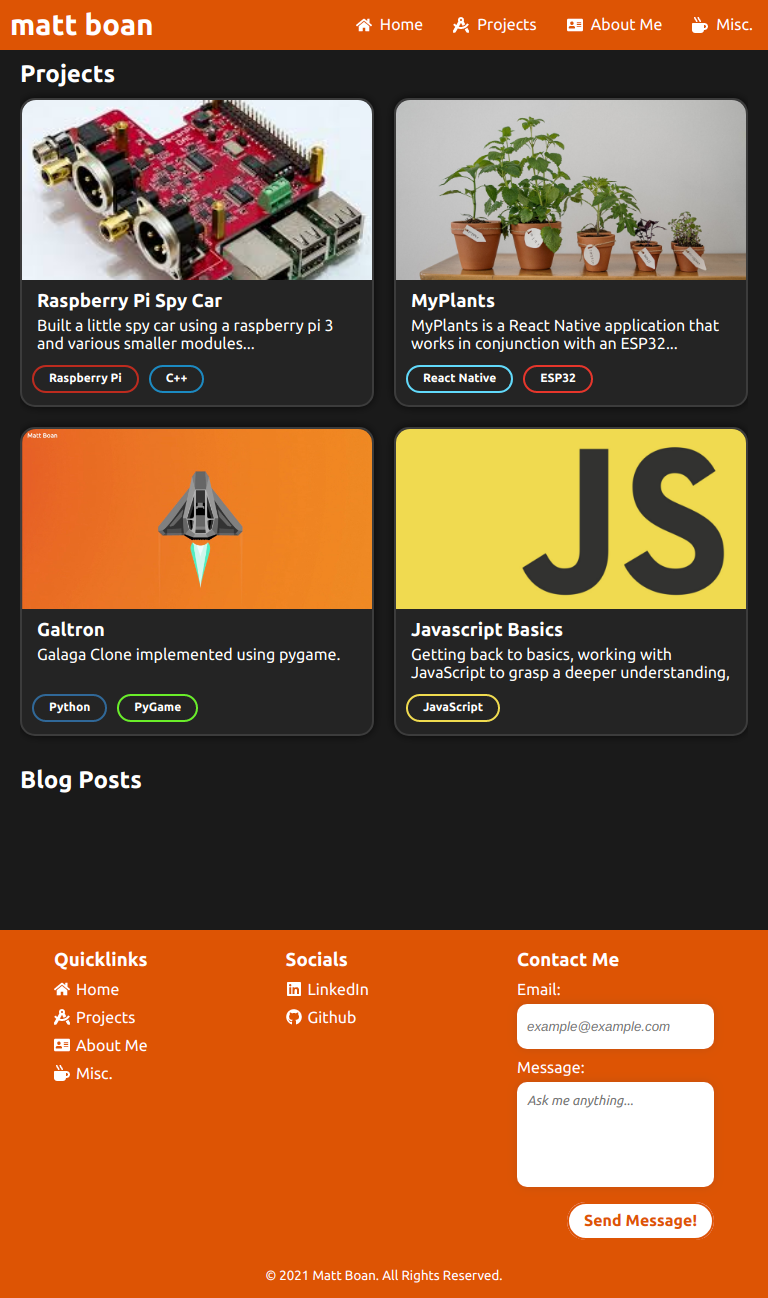 matt boan
Home
Projects
About Me
Misc.
Projects
Raspberry Pi Spy Car
Built a little spy car using a raspberry pi 3
and various smaller modules...
Raspberry Pi
C++
MyPlants
MyPlants is a React Native application that
works in conjunction with an ESP32...
React Native
ESP32
Matt Boan
Galtron
Galaga Clone implemented using pygame.
Python
PyGame
JS
Javascript Basics
Getting back to basics, working with
JavaScript to grasp a deeper understanding,
JavaScript
Blog Posts
Quicklinks
Home
Projects
About Me
Misc.
Socials
LinkedIn
Github
Contact Me
Email:
example@example.com
Message:
Ask me anything...
Send Message!
© 2021 Matt Boan. All Rights Reserved.